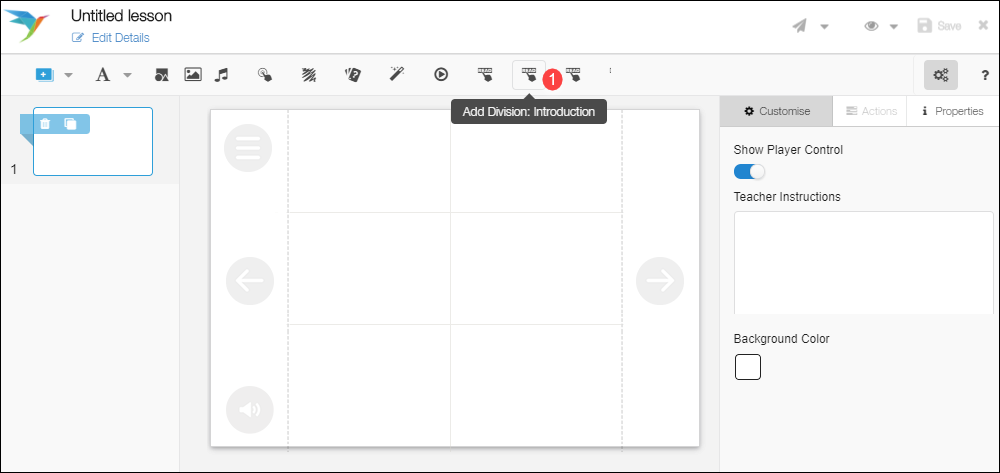 Untitled lesson
Edit Details
Save
A
?
1
Add Division: Introduction
Customise
Actions
Properties
1
Show Player Control
Teacher Instructions
Background Color